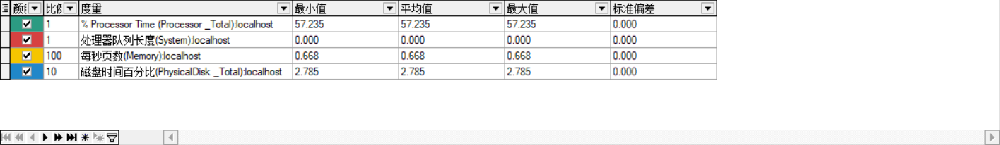 颜 比例 度量 最小值 平均值 最大值 标准偏差
1 % Processor Time (Processor _Total):localhost 57.235 57.235 57.235 0.000
1 处理器队列长度(System):localhost 0.000 0.000 0.000 0.000
100 每秒页数(Memory):localhost 0.668 0.668 0.668 0.000
10 磁盘时间百分比(PhysicalDisk _Total):localhost 2.785 2.785 2.785 0.000